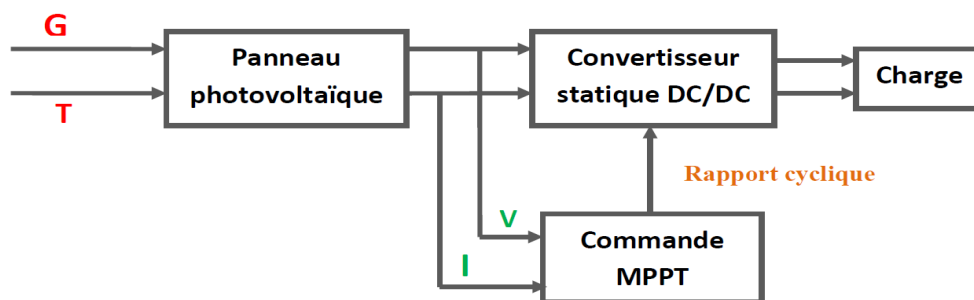 G
T
Panneau
photovoltaïque
Convertisseur
statique DC/DC
Charge
Rapport cyclique
V
I
Commande
MPPT